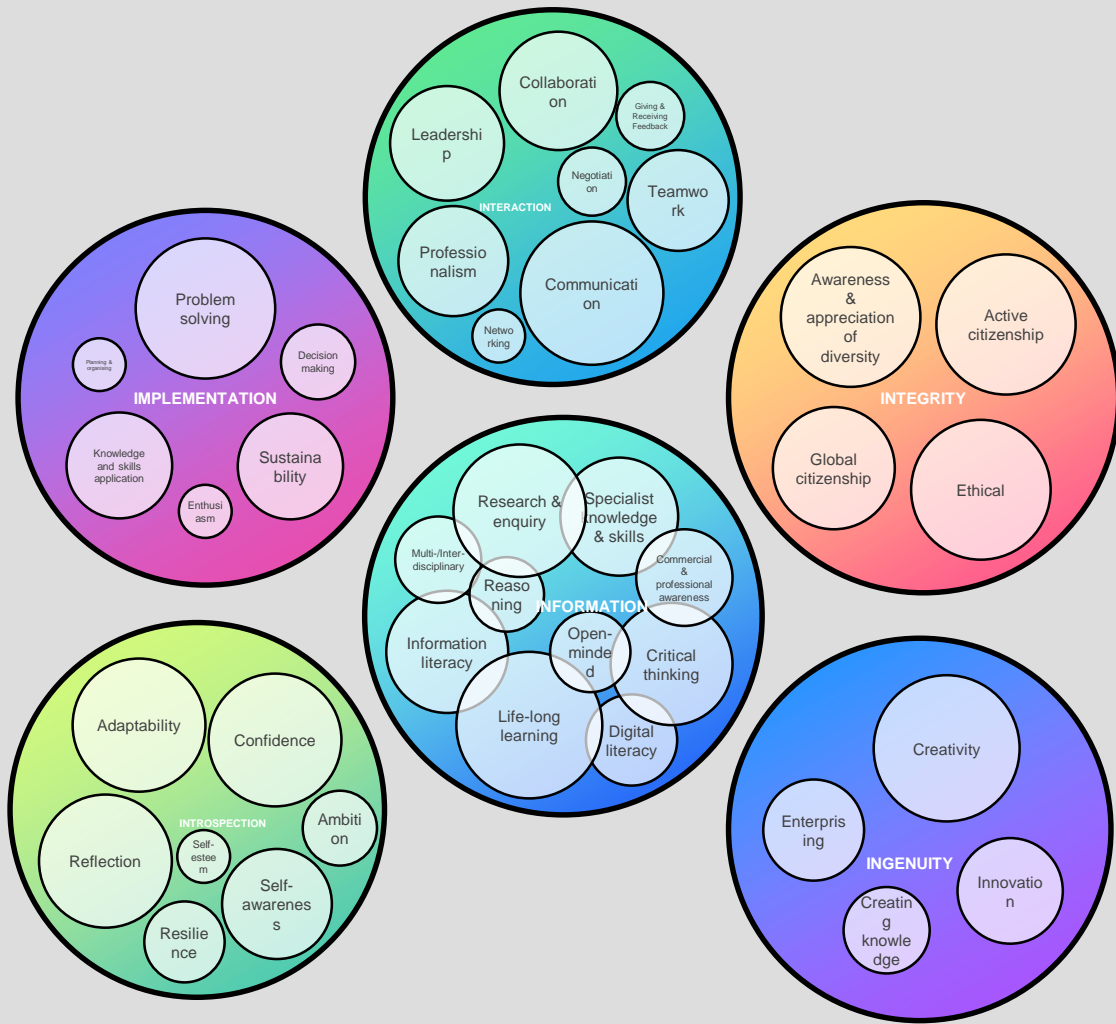 Collaborati
on
Giving &
Receiving
Feedback
Leadershi
p
Negotiati
on
Teamwo
rk
INTERACTION
Professio
nalism
Communicati
on
Netwo
rking
Problem
solving
Planning &
organising
Decision
making
IMPLEMENTATION
Knowledge
and skills
application
Sustaina
bility
Enthusi
asm
Awareness
&
appreciation
of
diversity
Active
citizenship
INTEGRITY
Global
citizenship
Ethical
Research &
enquiry
Specialist
knowledge
& skills
Multi-/Inter-
disciplinary
Reaso
ning
Commercial
&
professional
awareness
INFORMATION
Information
literacy
Open-
minde
d
Critical
thinking
Life-long
learning
Digital
literacy
Adaptability
Confidence
INTROSPECTION
Ambiti
on
Reflection
Self-
estee
m
Self-
awarenes
s
Resilie
nce
Creativity
Enterpris
ing
INGENUITY
Innovatio
n
Creatin
g
knowle
dge